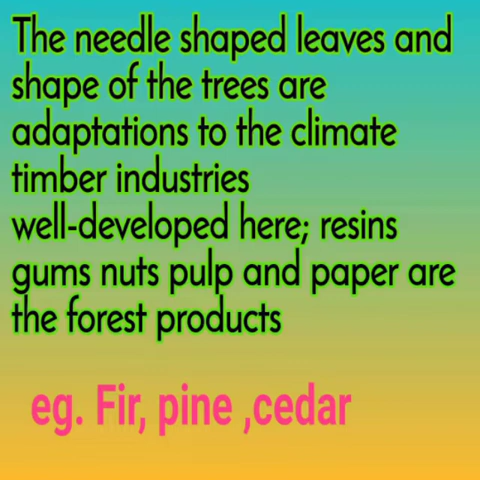 The needle shaped leaves and
shape of the trees are
adaptations to the climate
timber industries
well-developed here; resins
gums nuts pulp and paper are
the forest products
eg. Fir, pine ,cedar